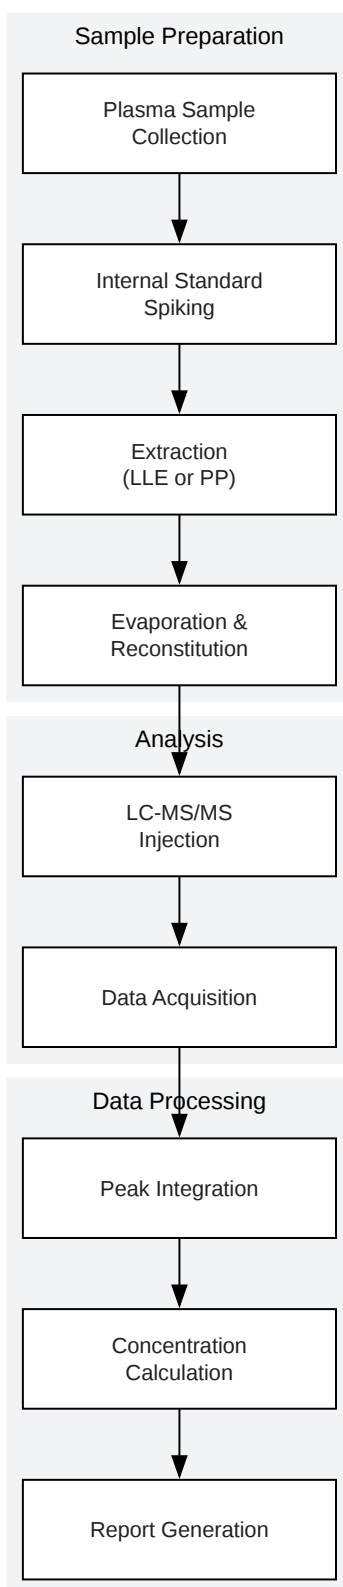 Sample Preparation
Plasma Sample
Collection
Internal Standard
Spiking
Extraction
(LLE or PP)
Evaporation &
Reconstitution
Analysis
LC-MS/MS
Injection
Data Acquisition
Data Processing
Peak Integration
Concentration
Calculation
Report Generation